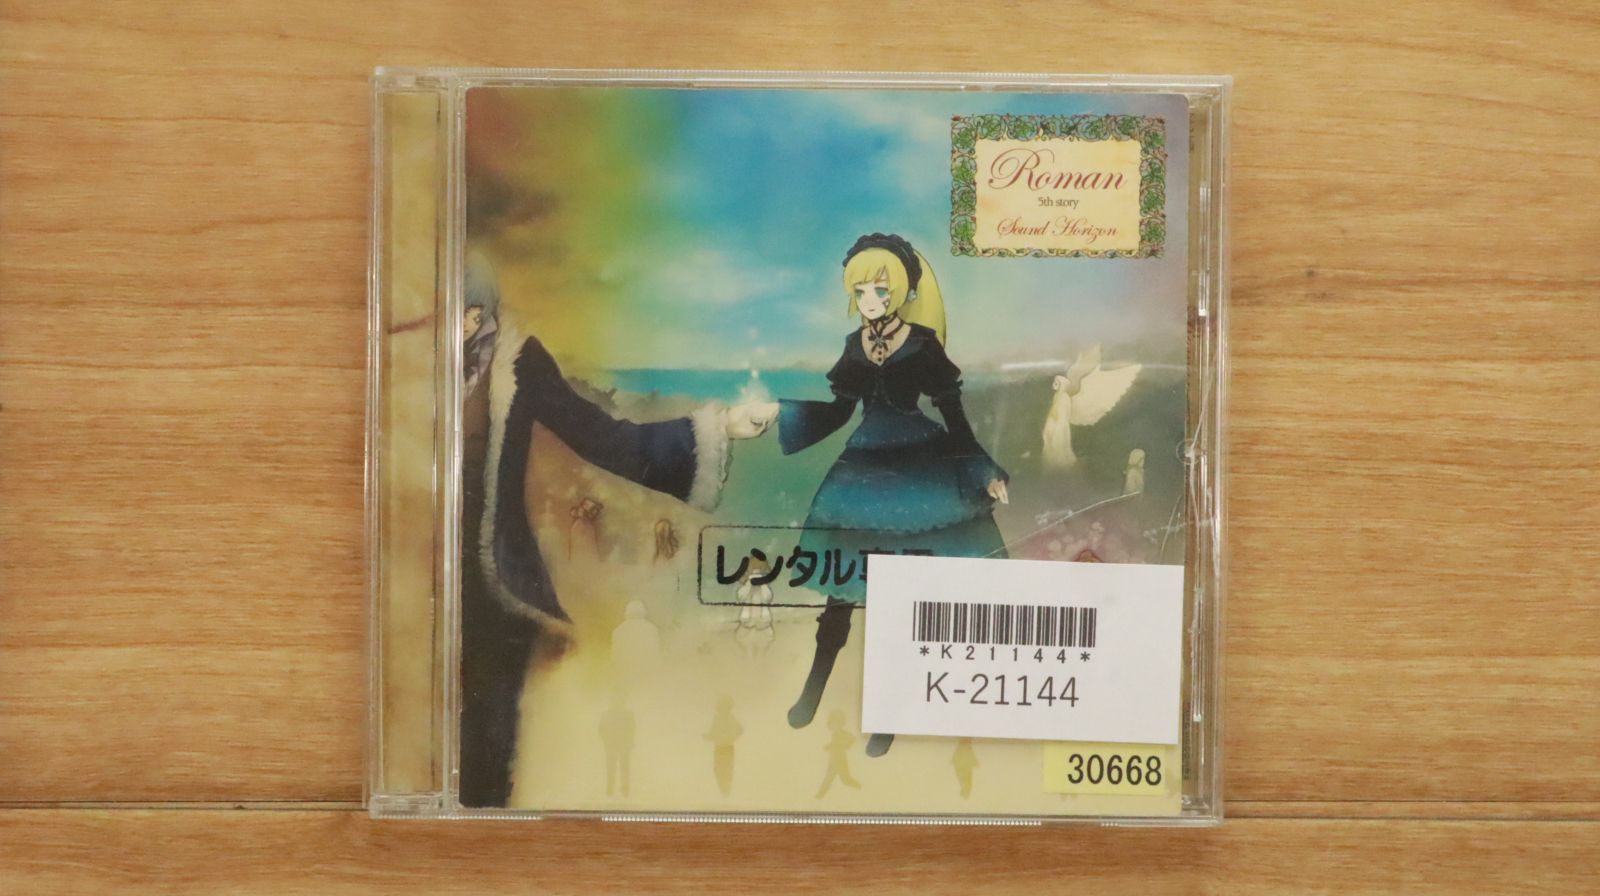 Roman
5th story
Sound Horizon
レンタル
*K21144*
K-21144
30668